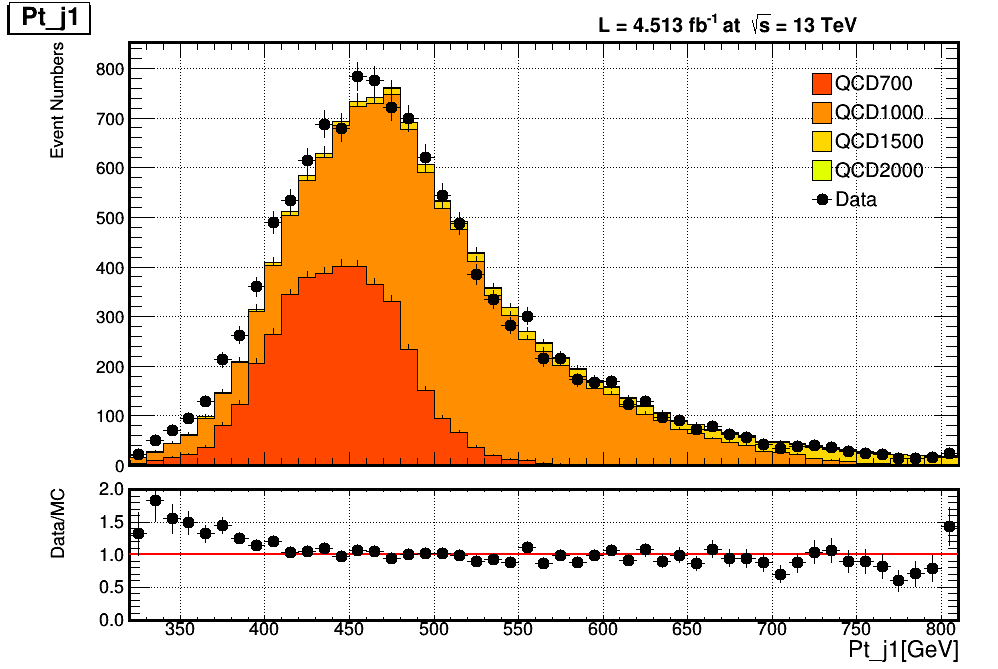 Pt_j1
L = 4.513 fb⁻¹ at √s = 13 TeV
Event Numbers
800
700
600
500
400
300
200
100
0
QCD700
QCD1000
QCD1500
QCD2000
Data
Data/MC
2.0
1.5
1.0
0.5
0.0
350 400 450 500 550 600 650 700 750 800
Pt_j1[GeV]